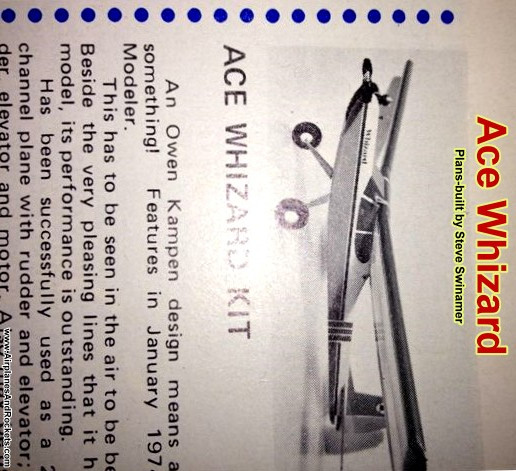 Ace Whizard
Plans-built by Steve Swinamer
Whizard
ACE WHIZARD KIT
An Owen Kampen design means
something! Features in January
Modeler.
This has to be seen in the air to be
Beside the very pleasing lines that it
model, its performance is outstanding.
Has been successfully used as a
channel plane with rudder and elevator;
der, elevator and motor. A
www.AirplanesAndRockets.com